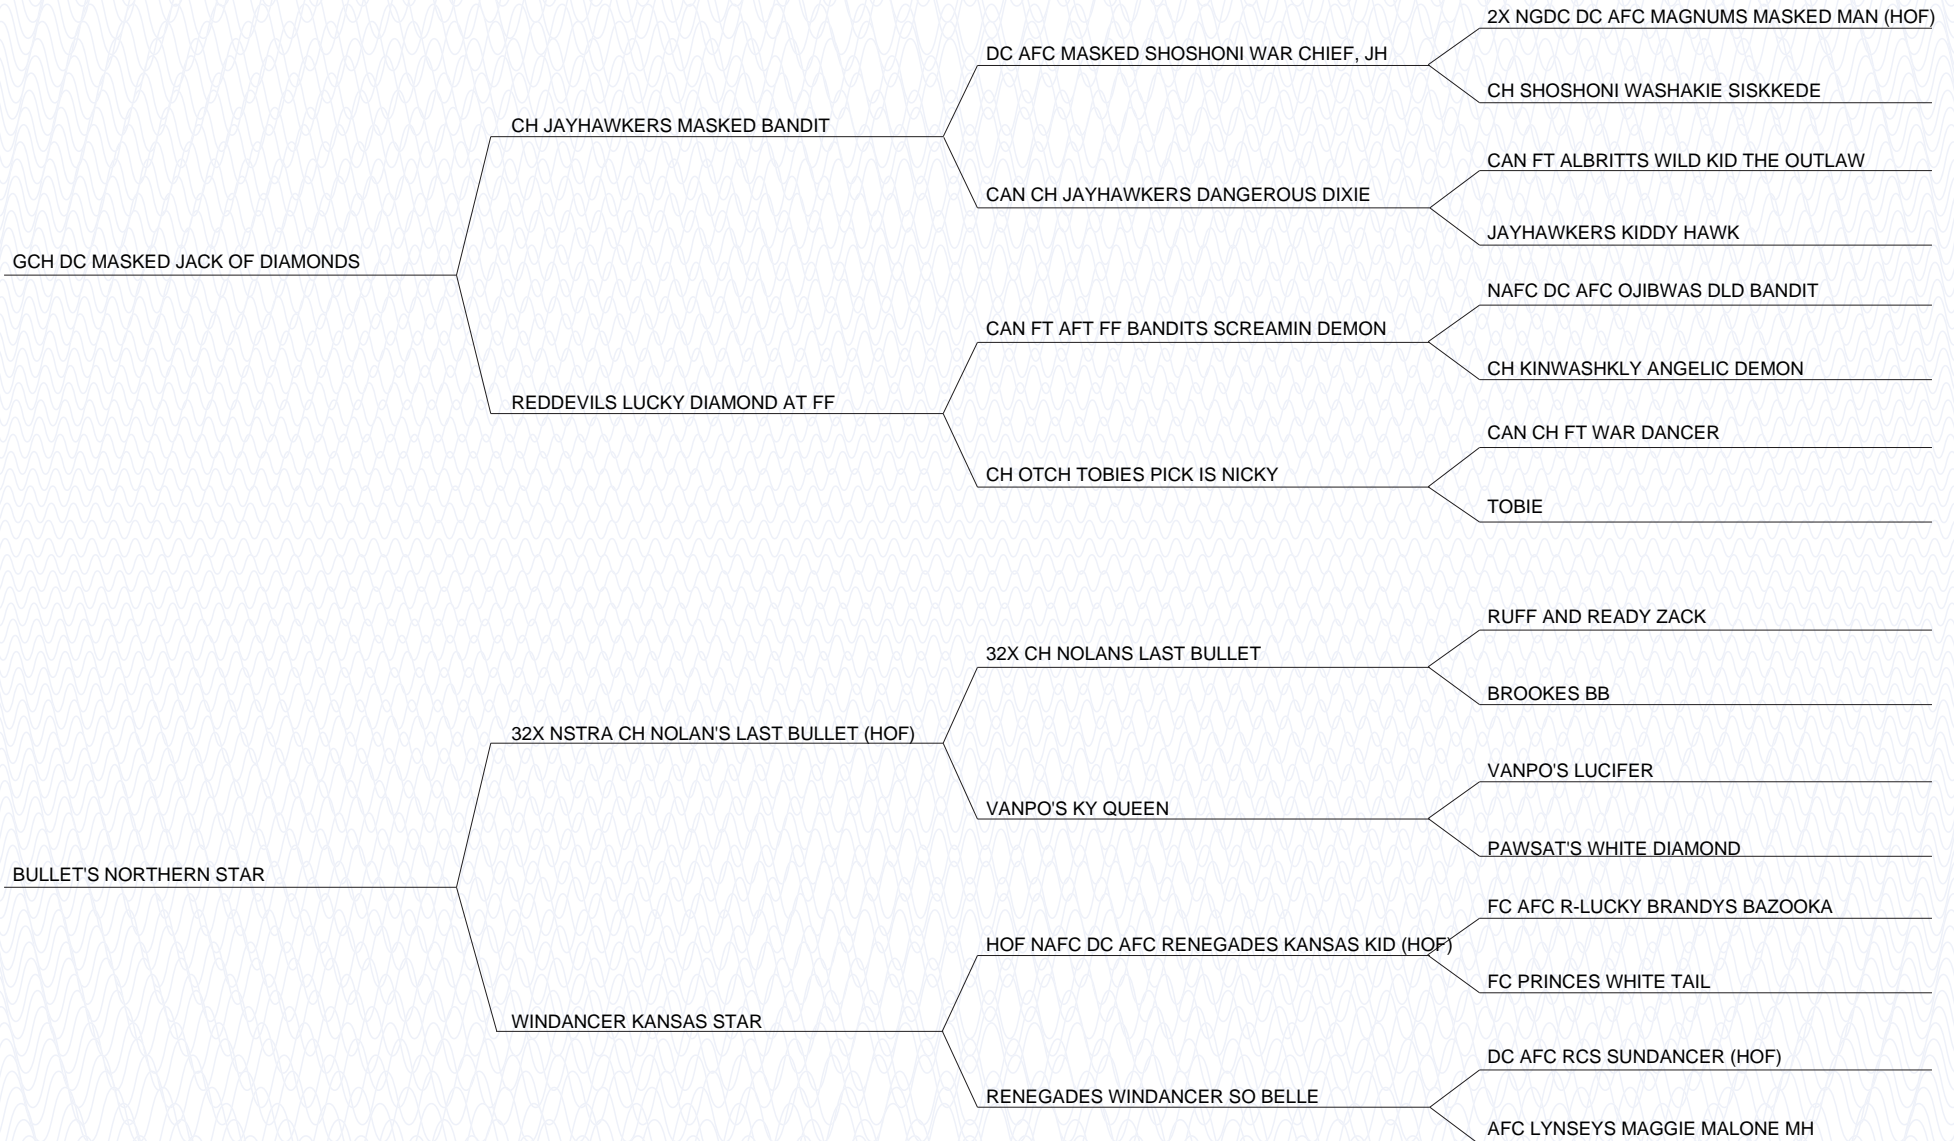 2X NGDC DC AFC MAGNUMS MASKED MAN (HOF)
DC AFC MASKED SHOSHONI WAR CHIEF, JH
CH SHOSHONI WASHAKIE SISKKEDE
CH JAYHAWKERS MASKED BANDIT
CAN FT ALBRITTS WILD KID THE OUTLAW
CAN CH JAYHAWKERS DANGEROUS DIXIE
JAYHAWKERS KIDDY HAWK
GCH DC MASKED JACK OF DIAMONDS
NAFC DC AFC OJIBWAS DLD BANDIT
CAN FT AFT FF BANDITS SCREAMIN DEMON
CH KINWASHKLY ANGELIC DEMON
REDDEVILS LUCKY DIAMOND AT FF
CAN CH FT WAR DANCER
CH OTCH TOBIES PICK IS NICKY
TOBIE
RUFF AND READY ZACK
32X CH NOLANS LAST BULLET
BROOKES BB
32X NSTRA CH NOLAN'S LAST BULLET (HOF)
VANPO'S LUCIFER
VANPO'S KY QUEEN
PAWSAT'S WHITE DIAMOND
BULLET'S NORTHERN STAR
FC AFC R-LUCKY BRANDYS BAZOOKA
HOF NAFC DC AFC RENEGADES KANSAS KID (HOF)
FC PRINCES WHITE TAIL
WINDANCER KANSAS STAR
DC AFC RCS SUNDANCER (HOF)
RENEGADES WINDANCER SO BELLE
AFC LYNSEYS MAGGIE MALONE MH